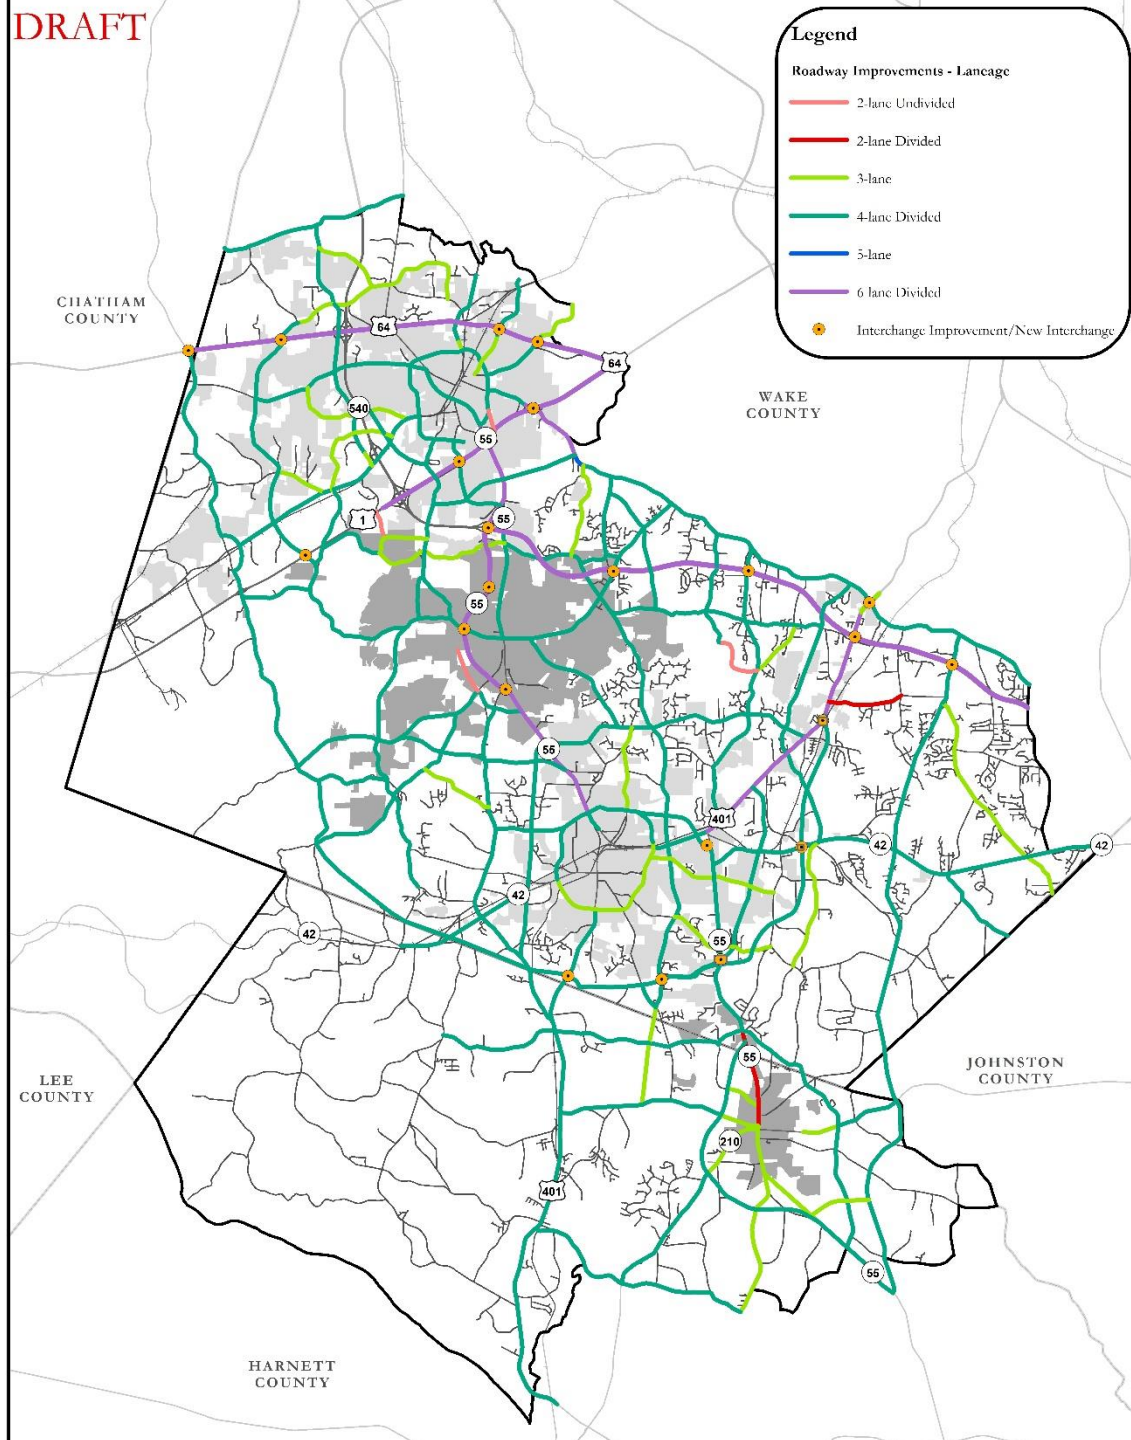 DRAFT
Legend
Roadway Improvements - Laneage
2-lane Undivided
2-lane Divided
3-lane
4-lane Divided
5-lane
6 lane Divided
Interchange Improvement/New Interchange
CHATHAM
COUNTY
64
64
WAKE
COUNTY
540
55
1
55
55
55
401
42
42
42
42
55
55
JOHNSTON
COUNTY
LEE
COUNTY
210
401
55
HARNETT
COUNTY